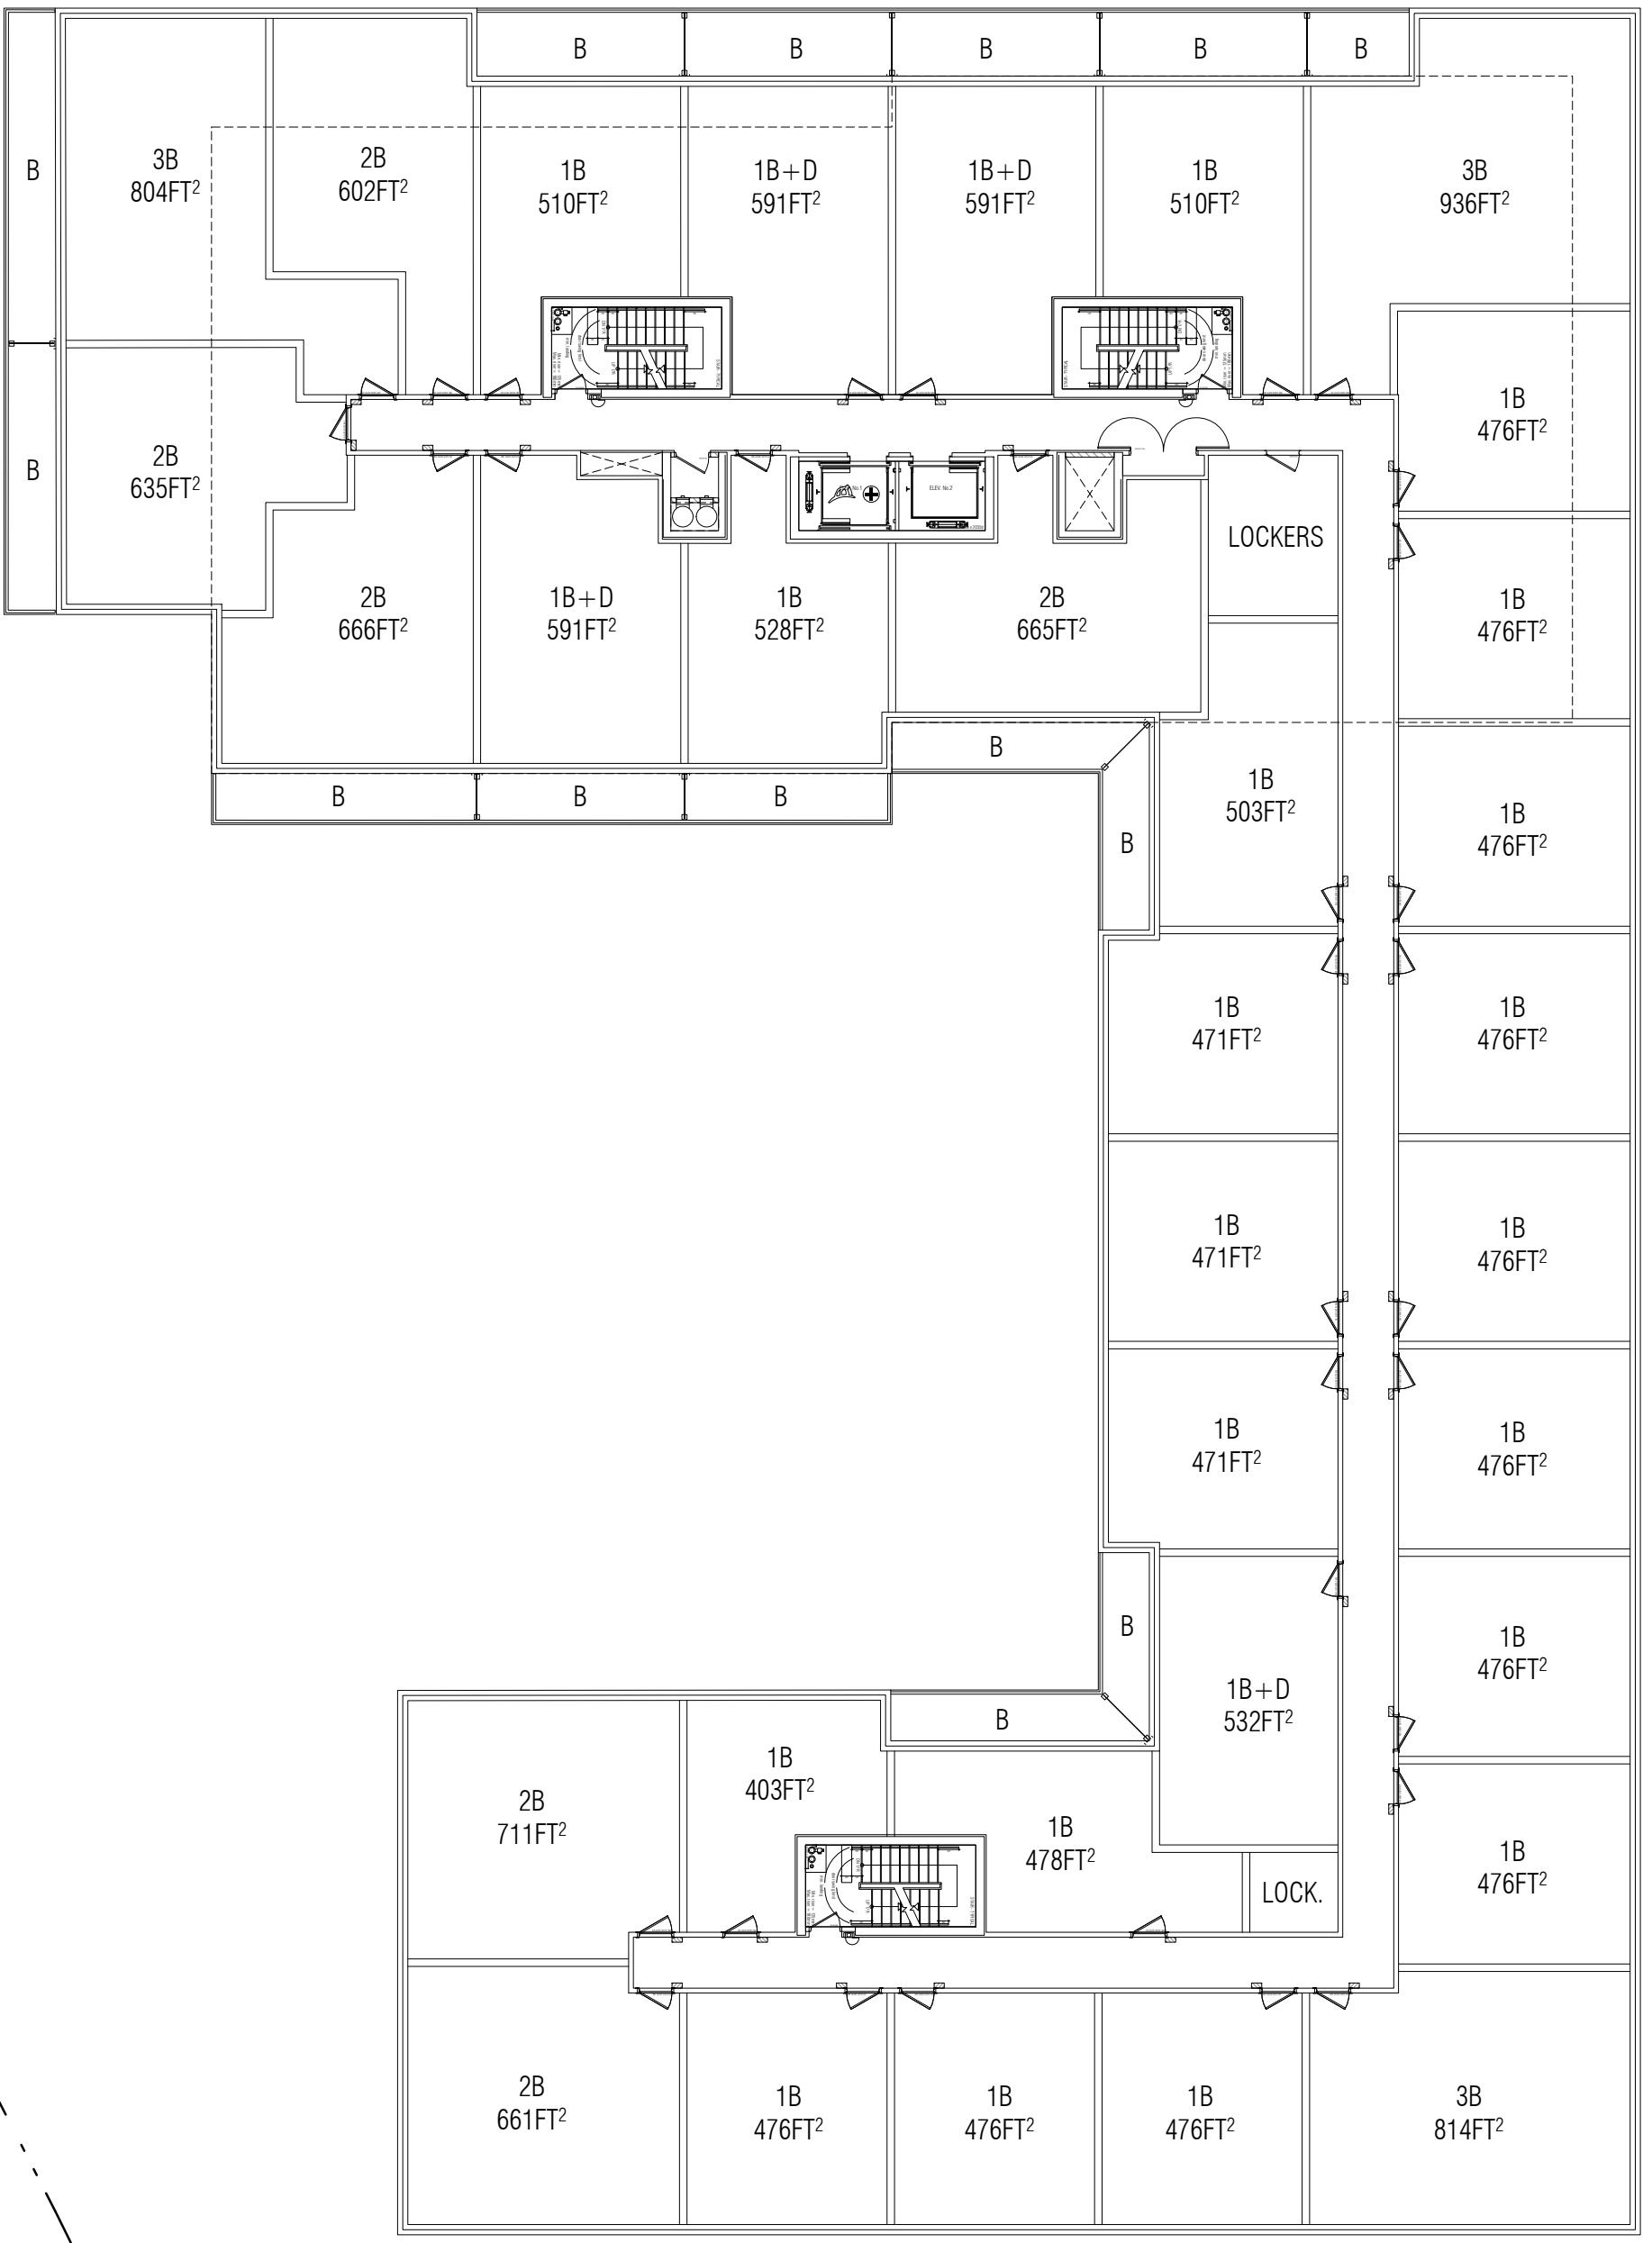 B
B
B
B
B
B
3B
804FT²
2B
602FT²
1B
510FT²
1B+D
591FT²
1B+D
591FT²
1B
510FT²
3B
936FT²
1B
476FT²
B
2B
635FT²
ELEV. No.2
LOCKERS
2B
666FT²
1B+D
591FT²
1B
528FT²
2B
665FT²
1B
476FT²
B
B
B
B
B
1B
503FT²
1B
476FT²
1B
471FT²
1B
476FT²
1B
471FT²
1B
476FT²
1B
471FT²
1B
476FT²
B
B
1B+D
532FT²
1B
476FT²
2B
711FT²
1B
403FT²
1B
478FT²
LOCK.
1B
476FT²
2B
661FT²
1B
476FT²
1B
476FT²
1B
476FT²
3B
814FT²